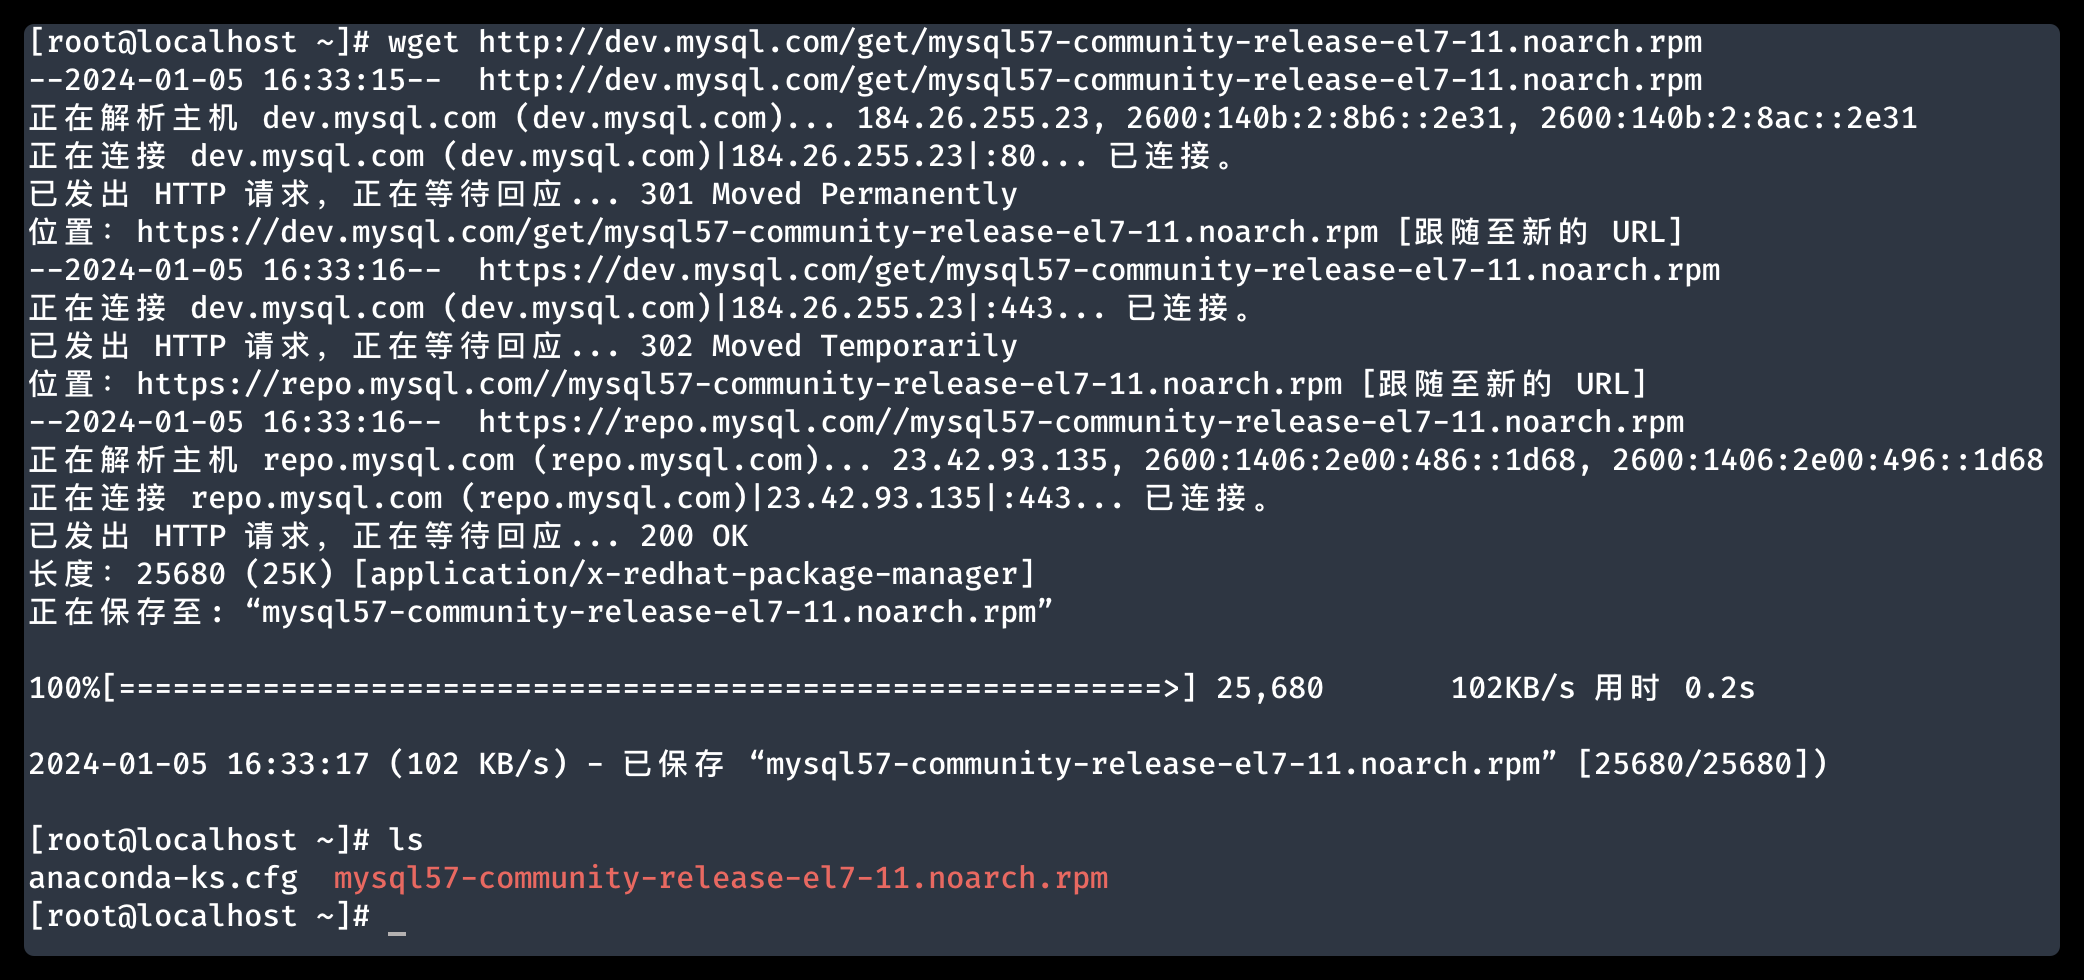 [root@localhost ~]# wget http://dev.mysql.com/get/mysql57-community-release-el7-11.noarch.rpm
--2024-01-05 16:33:15--  http://dev.mysql.com/get/mysql57-community-release-el7-11.noarch.rpm
正在解析主机 dev.mysql.com (dev.mysql.com)... 184.26.255.23, 2600:140b:2:8b6::2e31, 2600:140b:2:8ac::2e31
正在连接 dev.mysql.com (dev.mysql.com)|184.26.255.23|:80... 已连接。
已发出 HTTP 请求，正在等待回应... 301 Moved Permanently
位置：https://dev.mysql.com/get/mysql57-community-release-el7-11.noarch.rpm [跟随至新的 URL]
--2024-01-05 16:33:16--  https://dev.mysql.com/get/mysql57-community-release-el7-11.noarch.rpm
正在连接 dev.mysql.com (dev.mysql.com)|184.26.255.23|:443... 已连接。
已发出 HTTP 请求，正在等待回应... 302 Moved Temporarily
位置：https://repo.mysql.com//mysql57-community-release-el7-11.noarch.rpm [跟随至新的 URL]
--2024-01-05 16:33:16--  https://repo.mysql.com//mysql57-community-release-el7-11.noarch.rpm
正在解析主机 repo.mysql.com (repo.mysql.com)... 23.42.93.135, 2600:1406:2e00:486::1d68, 2600:1406:2e00:496::1d68
正在连接 repo.mysql.com (repo.mysql.com)|23.42.93.135|:443... 已连接。
已发出 HTTP 请求，正在等待回应... 200 OK
长度：25680 (25K) [application/x-redhat-package-manager]
正在保存至: “mysql57-community-release-el7-11.noarch.rpm”
100%[==========================================================>] 25,680       102KB/s 用时 0.2s
2024-01-05 16:33:17 (102 KB/s) - 已保存 “mysql57-community-release-el7-11.noarch.rpm” [25680/25680])
[root@localhost ~]# ls
anaconda-ks.cfg  mysql57-community-release-el7-11.noarch.rpm
[root@localhost ~]# _